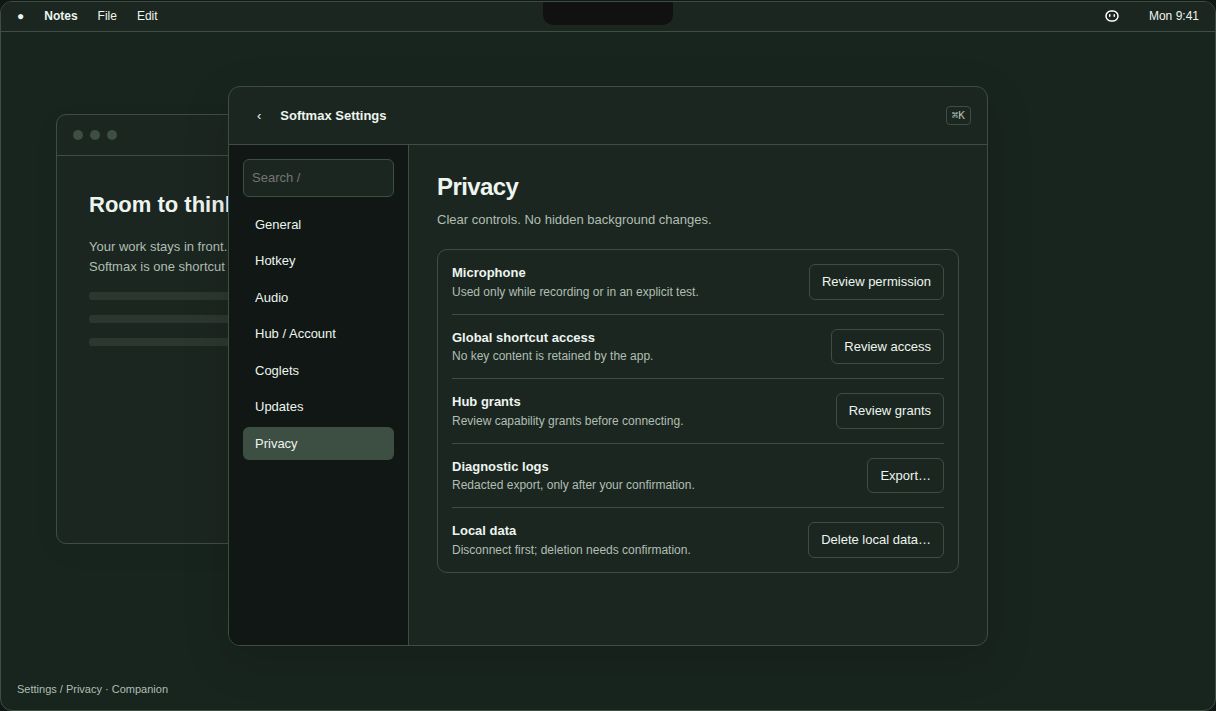 Notes File Edit
Mon 9:41
‹ Softmax Settings
⌘K
Room to think
Your work stays in front.
Softmax is one shortcut
Search /
General
Hotkey
Audio
Hub / Account
Coglets
Updates
Privacy
Privacy
Clear controls. No hidden background changes.
Microphone
Used only while recording or in an explicit test.
Review permission
Global shortcut access
No key content is retained by the app.
Review access
Hub grants
Review capability grants before connecting.
Review grants
Diagnostic logs
Redacted export, only after your confirmation.
Export…
Local data
Disconnect first; deletion needs confirmation.
Delete local data…
Settings / Privacy · Companion